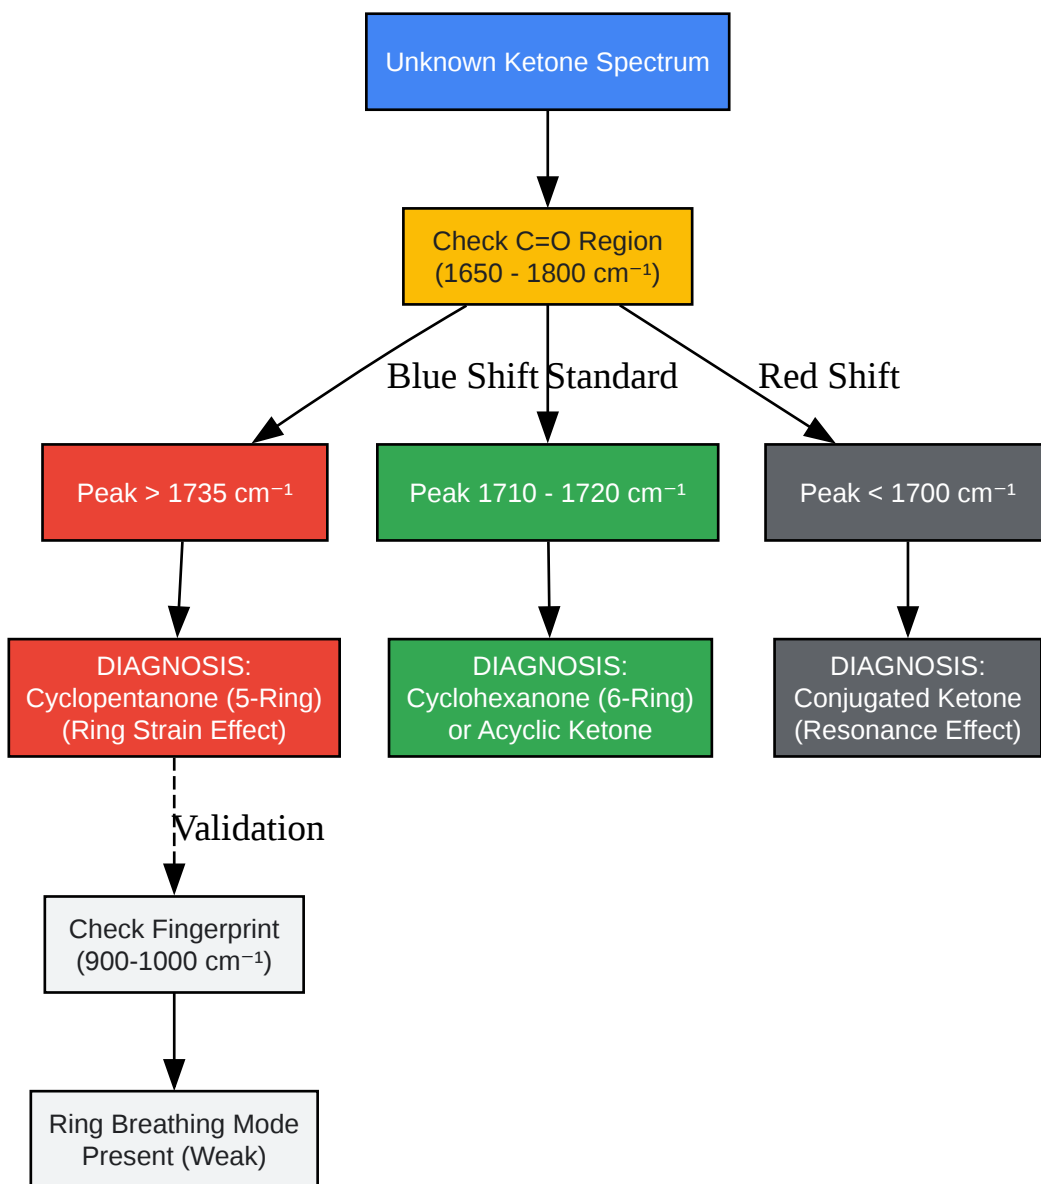 Unknown Ketone Spectrum
Check C=O Region
(1650 - 1800 cm⁻¹)
Blue Shift
Standard
Red Shift
Peak > 1735 cm⁻¹
Peak 1710 - 1720 cm⁻¹
Peak < 1700 cm⁻¹
DIAGNOSIS:
Cyclopentanone (5-Ring)
(Ring Strain Effect)
DIAGNOSIS:
Cyclohexanone (6-Ring)
or Acyclic Ketone
DIAGNOSIS:
Conjugated Ketone
(Resonance Effect)
Validation
Check Fingerprint
(900-1000 cm⁻¹)
Ring Breathing Mode
Present (Weak)